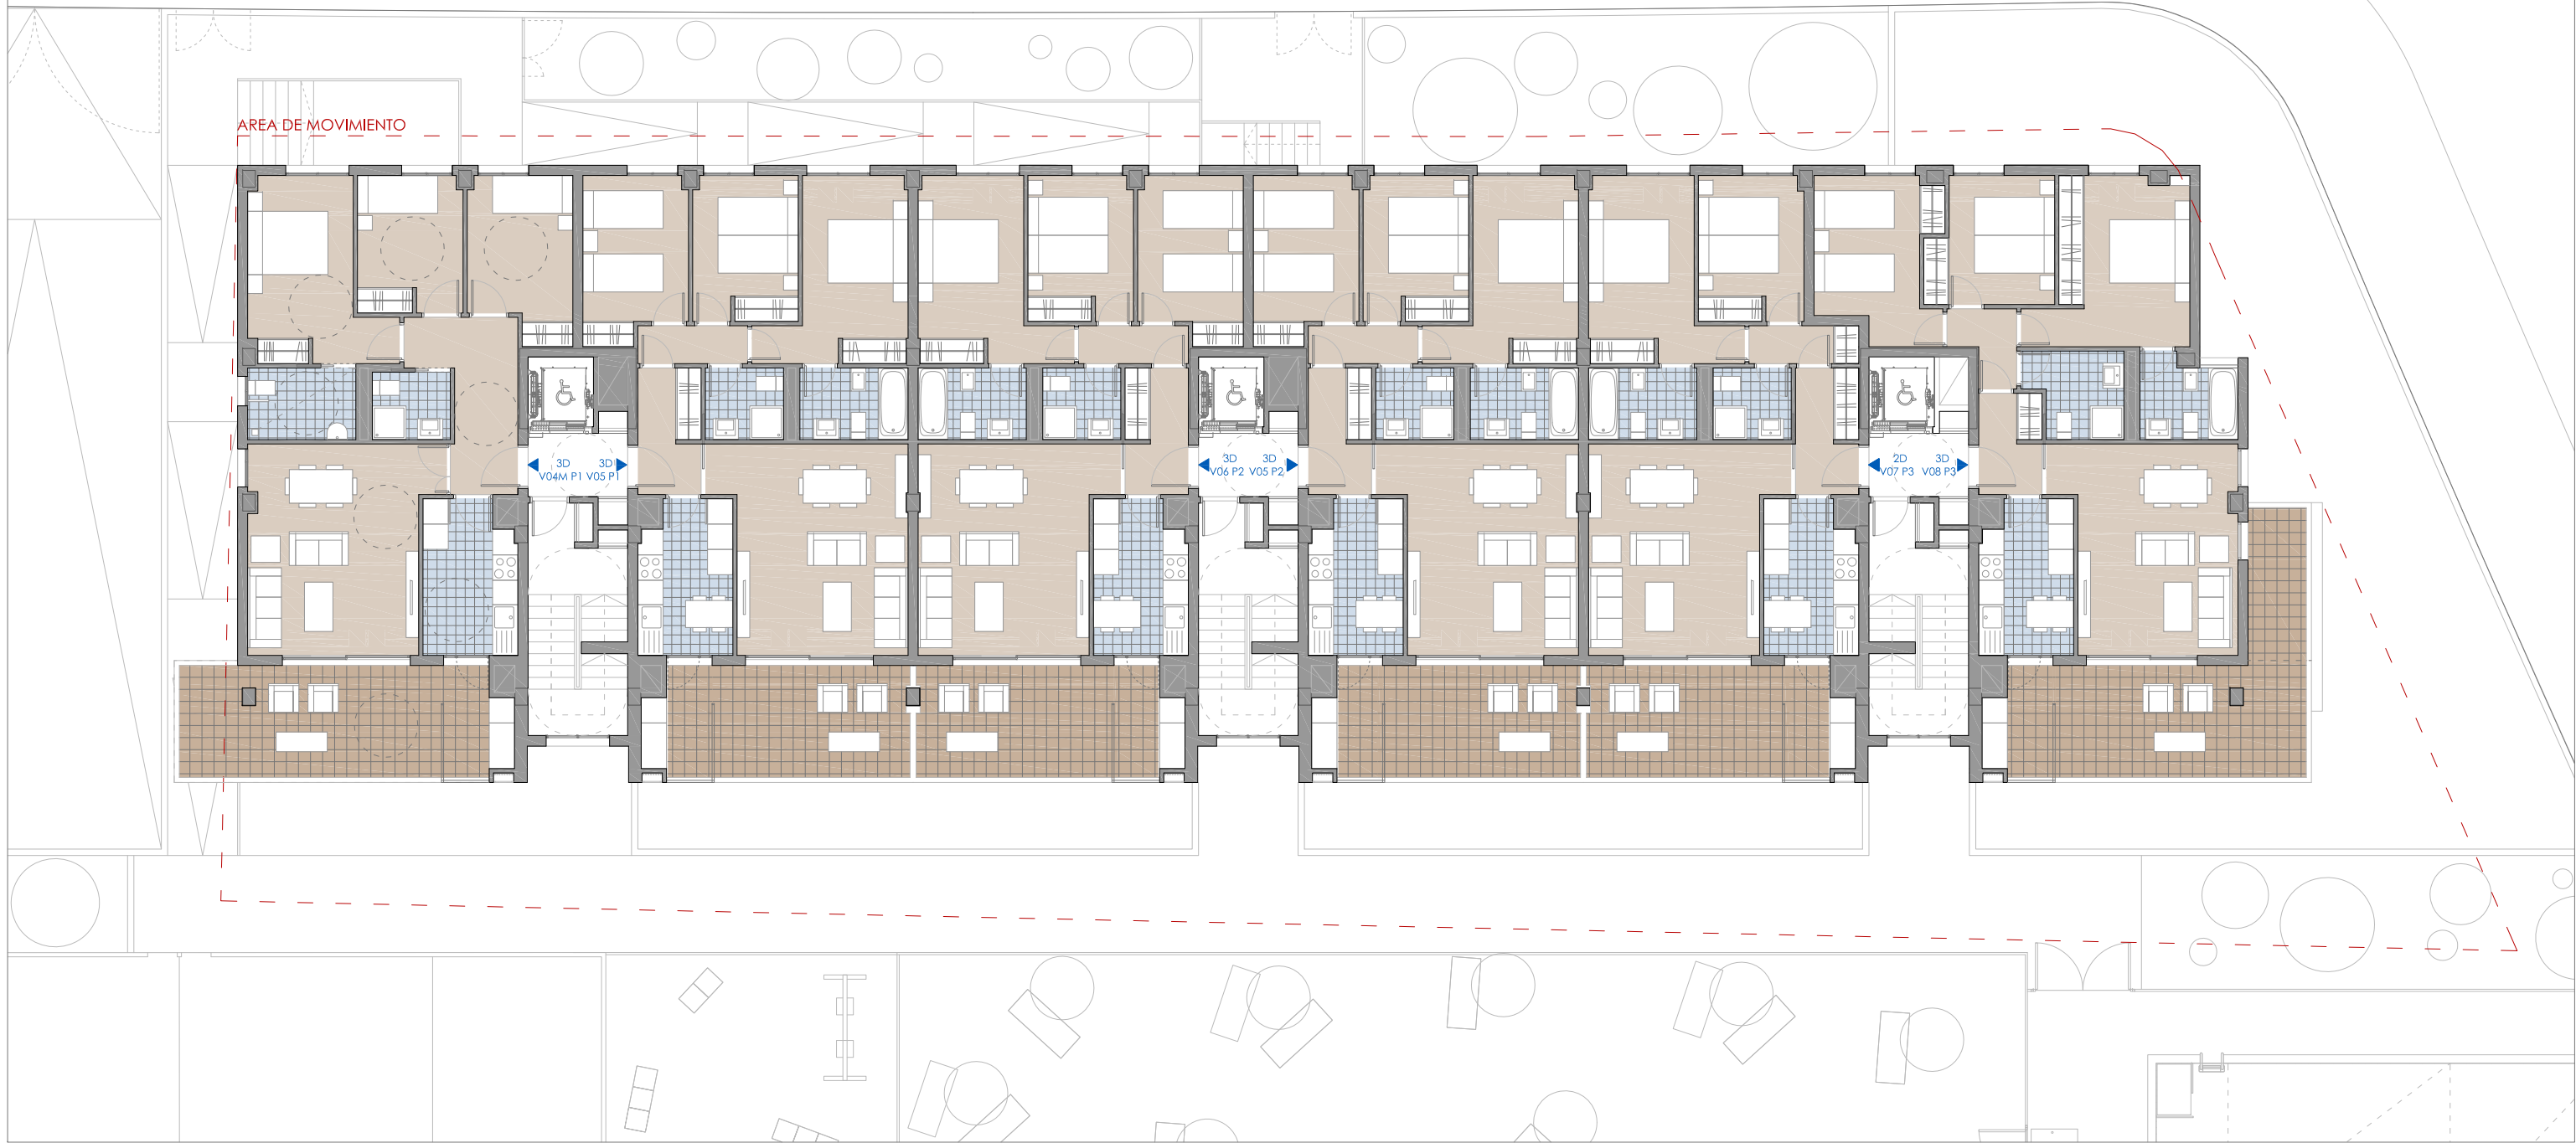 AREA DE MOVIMIENTO
3D 3D
V04M P1 V05 P1
3D 3D
V06 P2 V05 P2
2D 3D
V07 P3 V08 P3